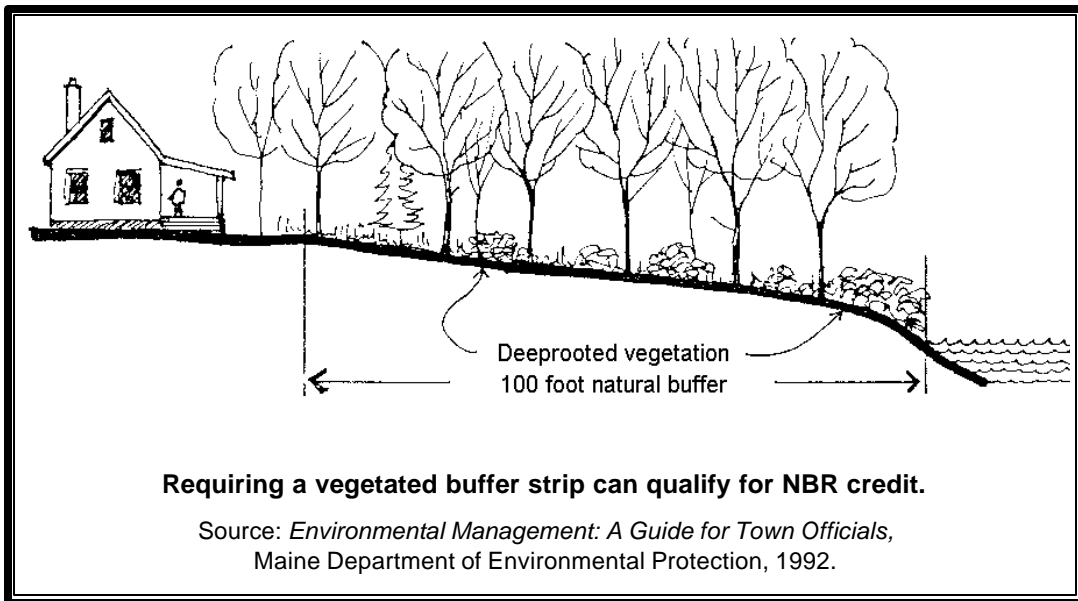 Deeprooted vegetation
100 foot natural buffer
Requiring a vegetated buffer strip can qualify for NBR credit.
Source: Environmental Management: A Guide for Town Officials,
Maine Department of Environmental Protection, 1992.